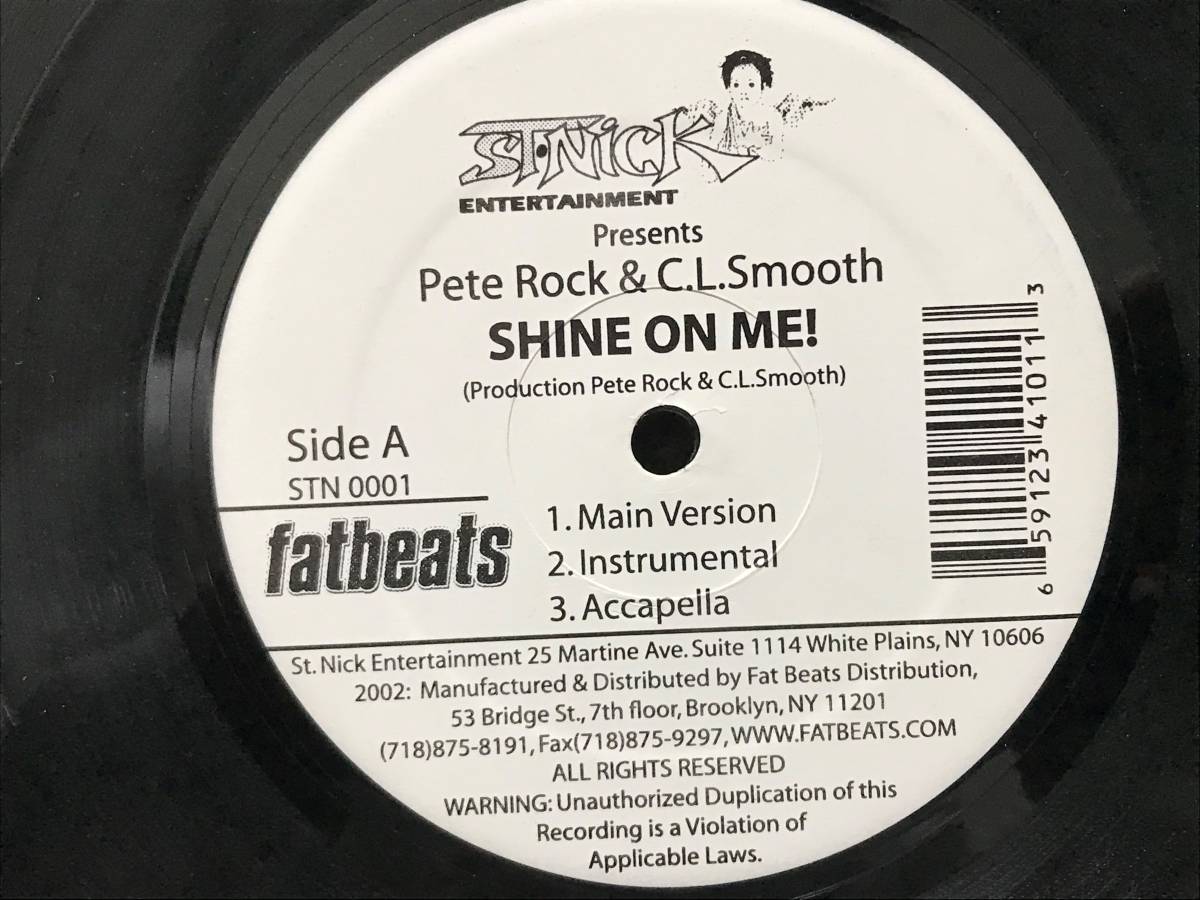 ST. NICK
ENTERTAINMENT
Presents
Pete Rock & C.L.Smooth
SHINE ON ME!
(Production Pete Rock & C.L.Smooth)
Side A
STN 0001
fatbeats
1. Main Version
2. Instrumental
3. Accapella
6 59123 41011 3
St. Nick Entertainment 25 Martine Ave. Suite 1114 White Plains, NY 10606
2002: Manufactured & Distributed by Fat Beats Distribution,
53 Bridge St., 7th floor, Brooklyn, NY 11201
(718)875-8191, Fax(718)875-9297, WWW.FATBEATS.COM
ALL RIGHTS RESERVED
WARNING: Unauthorized Duplication of this
Recording is a Violation of
Applicable Laws.